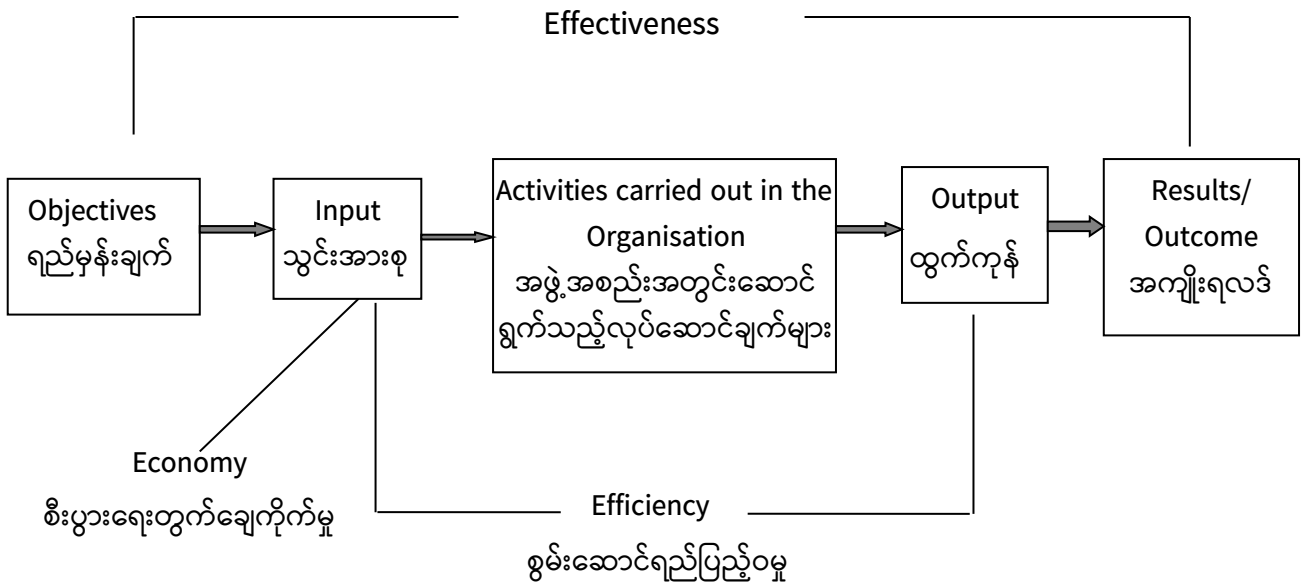 Effectiveness
Objectives
ရည်မှန်းချက်
Input
သွင်းအားစု
Activities carried out in the
Organisation
အဖွဲ့အစည်းအတွင်းဆောင်
ရွက်သည့်လုပ်ဆောင်ချက်များ
Output
ထွက်ကုန်
Results/
Outcome
အကျိုးရလဒ်
Economy
စီးပွားရေးတွက်ချေကိုက်မှု
Efficiency
စွမ်းဆောင်ရည်ပြည့်ဝမှု